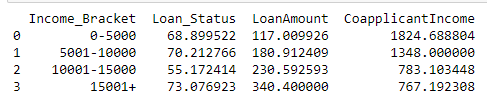 Income_Bracket Loan_Status LoanAmount CoapplicantIncome
0 0-5000 68.899522 117.009926 1824.688804
1 5001-10000 70.212766 180.912409 1348.000000
2 10001-15000 55.172414 230.592593 783.103448
3 15001+ 73.076923 340.400000 767.192308